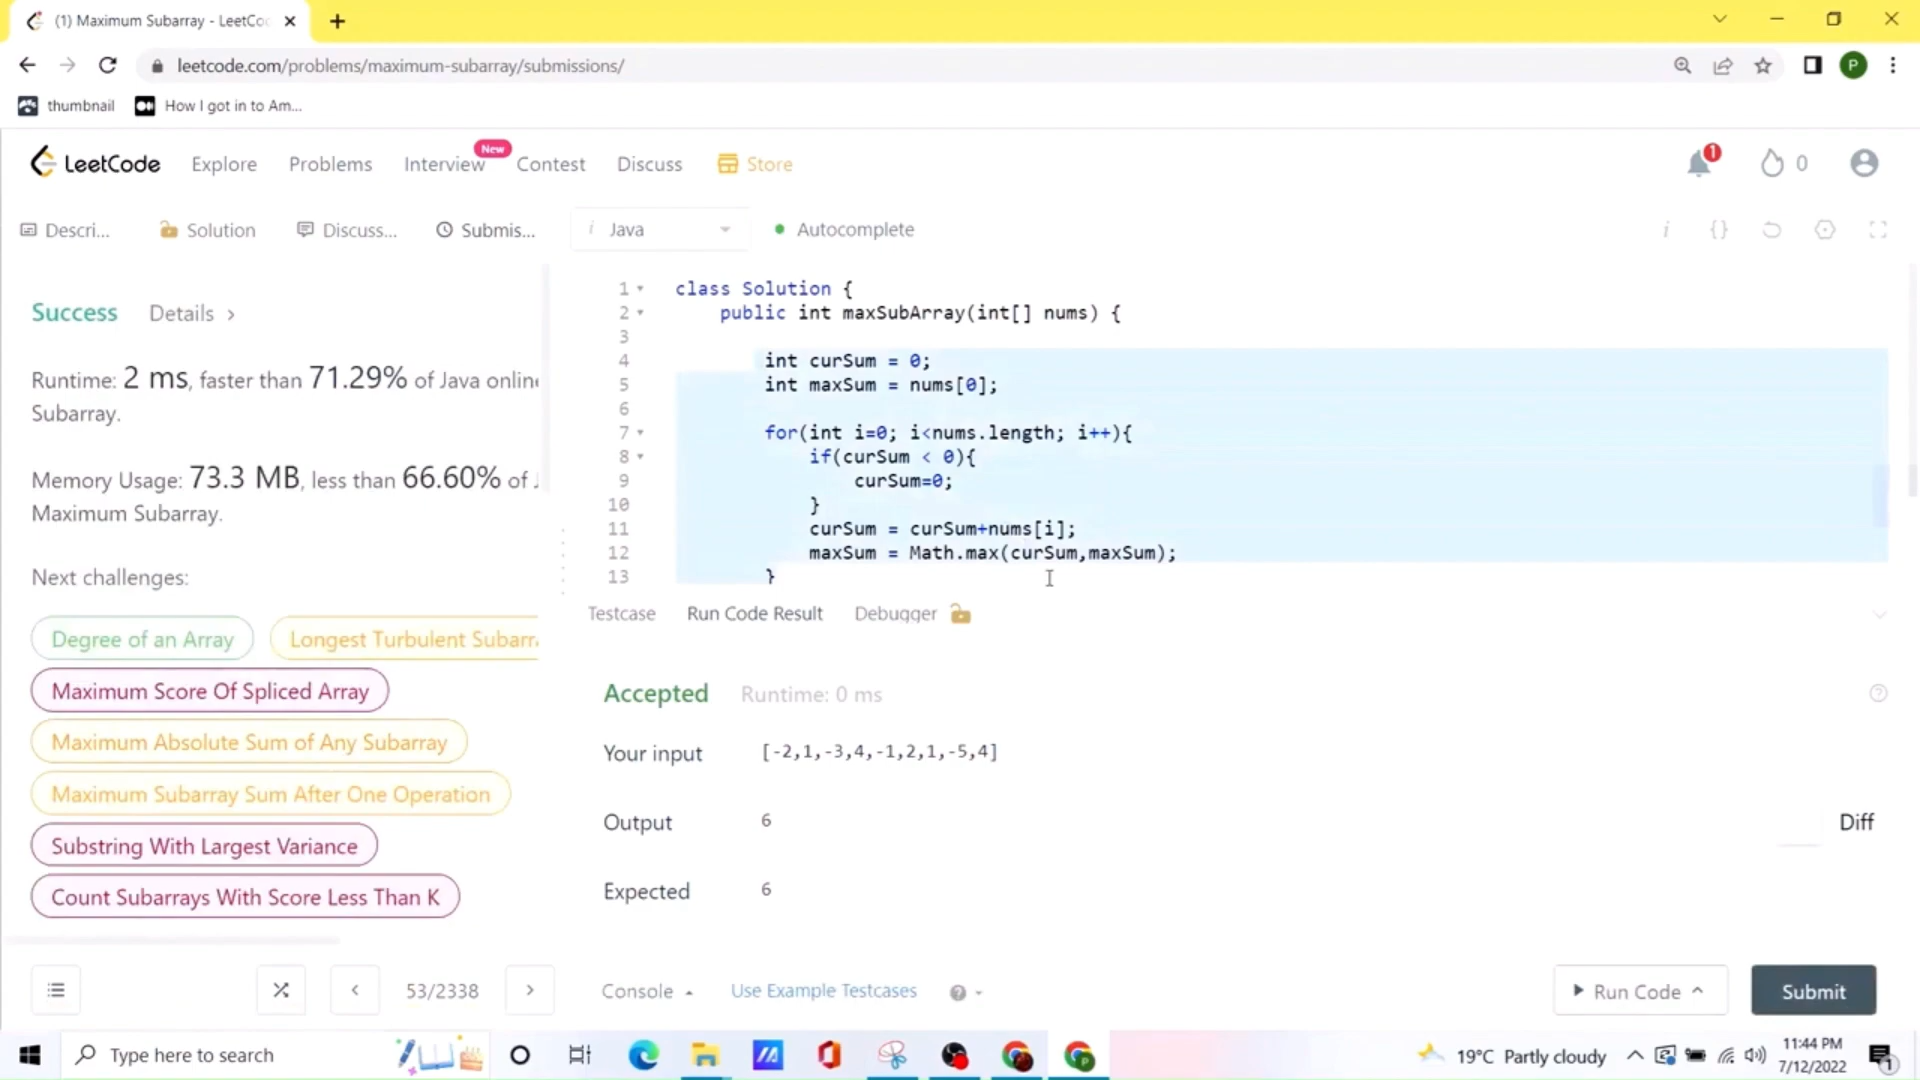 (1) Maximum Subarray - LeetCo
leetcode.com/problems/maximum-subarray/submissions/
P
thumbnail
How I got in to Am...
LeetCode
Explore
Problems
Interview
New
Contest
Discuss
Store
1
0
Descri...
Solution
Discuss...
Submis...
i Java
Autocomplete
i
{}
Success
Details >
Runtime: 2 ms, faster than 71.29% of Java online
Subarray.
Memory Usage: 73.3 MB, less than 66.60% of J
Maximum Subarray.
Next challenges:
Degree of an Array
Longest Turbulent Subarr
Maximum Score Of Spliced Array
Maximum Absolute Sum of Any Subarray
Maximum Subarray Sum After One Operation
Substring With Largest Variance
Count Subarrays With Score Less Than K
53/2338
1 class Solution {
2 public int maxSubArray(int[] nums) {
3
4 int curSum = 0;
5 int maxSum = nums[0];
6
7 for(int i=0; i<nums.length; i++){
8 if(curSum < 0){
9 curSum=0;
10 }
11 curSum = curSum+nums[i];
12 maxSum = Math.max(curSum,maxSum);
13 }
Testcase
Run Code Result
Debugger
Accepted
Runtime: 0 ms
Your input
[-2,1,-3,4,-1,2,1,-5,4]
Output
6
Diff
Expected
6
Console
Use Example Testcases
Run Code
Submit
Type here to search
19°C Partly cloudy
11:44 PM
7/12/2022
1